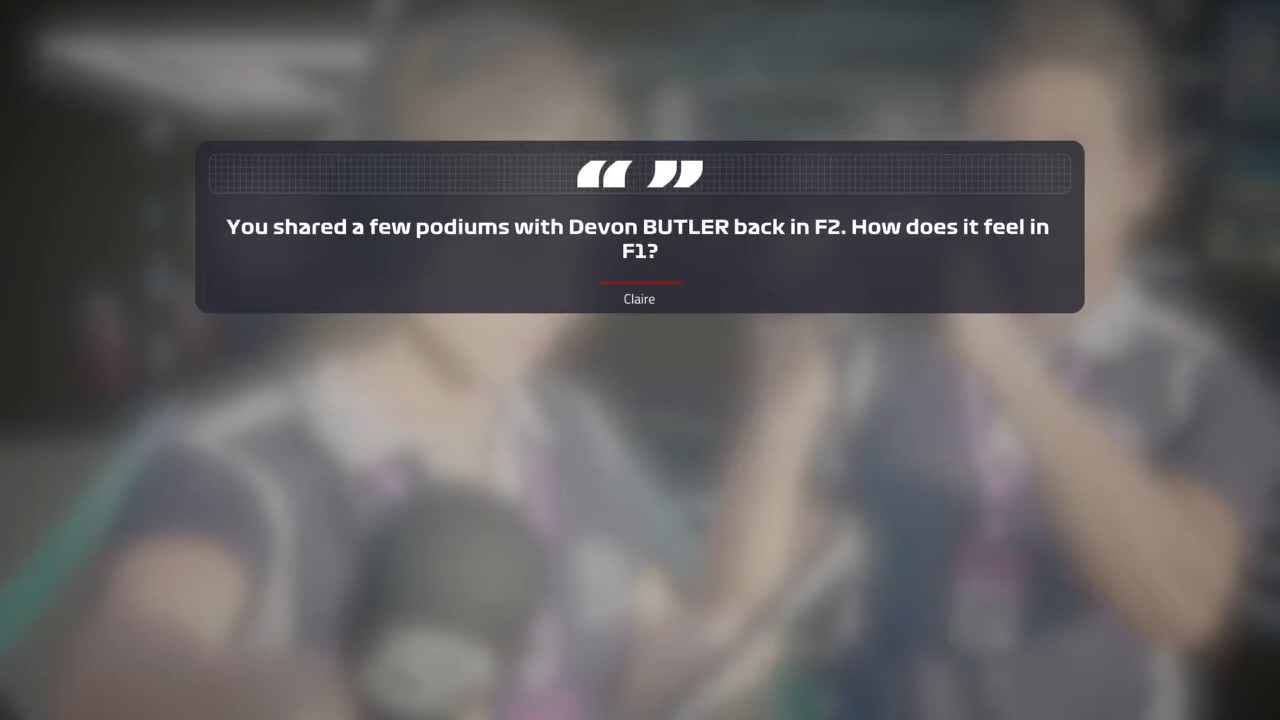 You shared a few podiums with Devon BUTLER back in F2. How does it feel in
F1?
Claire